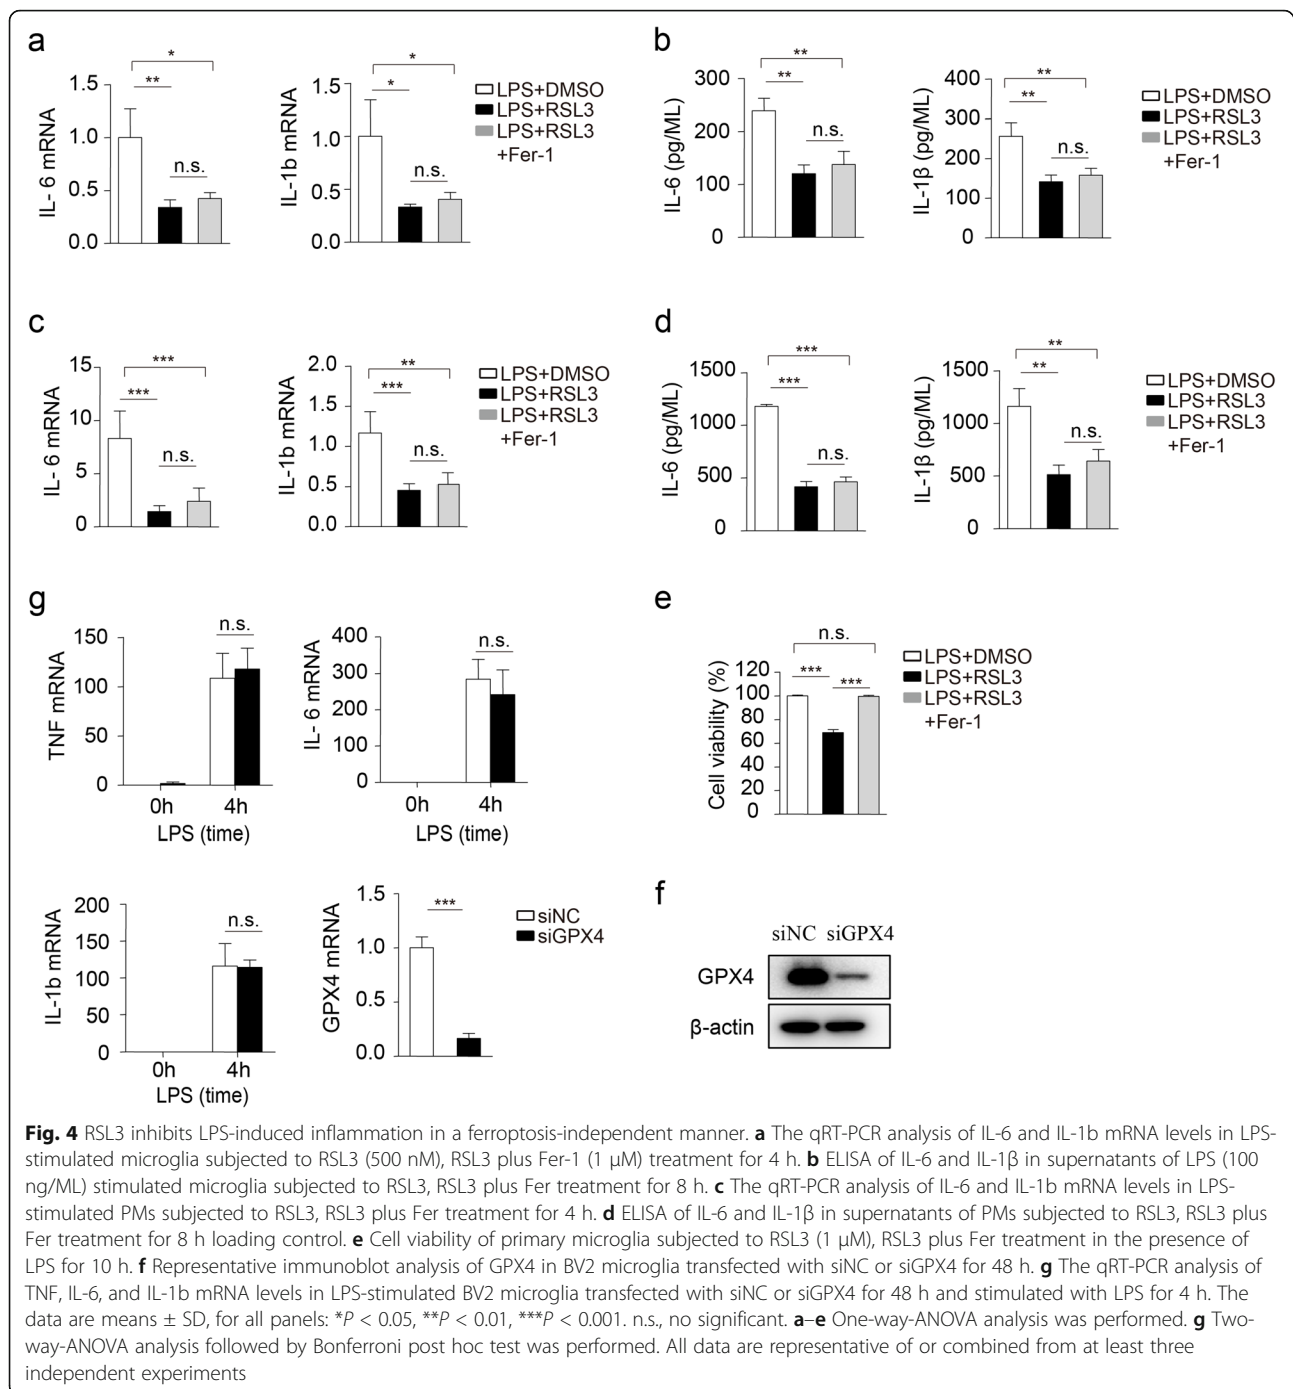 a
*
**
n.s.
1.5
1.0
0.5
0.0
IL- 6 mRNA
*
*
n.s.
1.5
1.0
0.5
0.0
IL-1b mRNA
LPS+DMSO
LPS+RSL3
LPS+RSL3
+Fer-1
b
**
**
n.s.
300
200
100
0
IL-6 (pg/ML)
**
**
n.s.
400
300
200
100
0
IL-1β (pg/ML)
LPS+DMSO
LPS+RSL3
LPS+RSL3
+Fer-1
c
***
***
n.s.
15
10
5
0
IL- 6 mRNA
**
***
n.s.
2.0
1.5
1.0
0.5
0.0
IL-1b mRNA
LPS+DMSO
LPS+RSL3
LPS+RSL3
+Fer-1
d
***
***
n.s.
1500
1000
500
0
IL-6 (pg/ML)
**
**
n.s.
1500
1000
500
0
IL-1β (pg/ML)
LPS+DMSO
LPS+RSL3
LPS+RSL3
+Fer-1
g
n.s.
150
100
50
0
TNF mRNA
0h 4h
LPS (time)
n.s.
400
300
200
100
0
IL- 6 mRNA
0h 4h
LPS (time)
e
n.s.
*** ***
120
100
80
60
40
20
0
Cell viability (%)
LPS+DMSO
LPS+RSL3
LPS+RSL3
+Fer-1
n.s.
200
150
100
50
0
IL-1b mRNA
0h 4h
LPS (time)
***
1.5
1.0
0.5
0.0
GPX4 mRNA
siNC
siGPX4
f
siNC siGPX4
GPX4
β-actin
Fig. 4 RSL3 inhibits LPS-induced inflammation in a ferroptosis-independent manner. a The qRT-PCR analysis of IL-6 and IL-1b mRNA levels in LPS-
stimulated microglia subjected to RSL3 (500 nM), RSL3 plus Fer-1 (1 μM) treatment for 4 h. b ELISA of IL-6 and IL-1β in supernatants of LPS (100
ng/ML) stimulated microglia subjected to RSL3, RSL3 plus Fer treatment for 8 h. c The qRT-PCR analysis of IL-6 and IL-1b mRNA levels in LPS-
stimulated PMs subjected to RSL3, RSL3 plus Fer treatment for 4 h. d ELISA of IL-6 and IL-1β in supernatants of PMs subjected to RSL3, RSL3 plus
Fer treatment for 8 h loading control. e Cell viability of primary microglia subjected to RSL3 (1 μM), RSL3 plus Fer treatment in the presence of
LPS for 10 h. f Representative immunoblot analysis of GPX4 in BV2 microglia transfected with siNC or siGPX4 for 48 h. g The qRT-PCR analysis of
TNF, IL-6, and IL-1b mRNA levels in LPS-stimulated BV2 microglia transfected with siNC or siGPX4 for 48 h and stimulated with LPS for 4 h. The
data are means ± SD, for all panels: *P < 0.05, **P < 0.01, ***P < 0.001. n.s., no significant. a–e One-way-ANOVA analysis was performed. g Two-
way-ANOVA analysis followed by Bonferroni post hoc test was performed. All data are representative of or combined from at least three
independent experiments